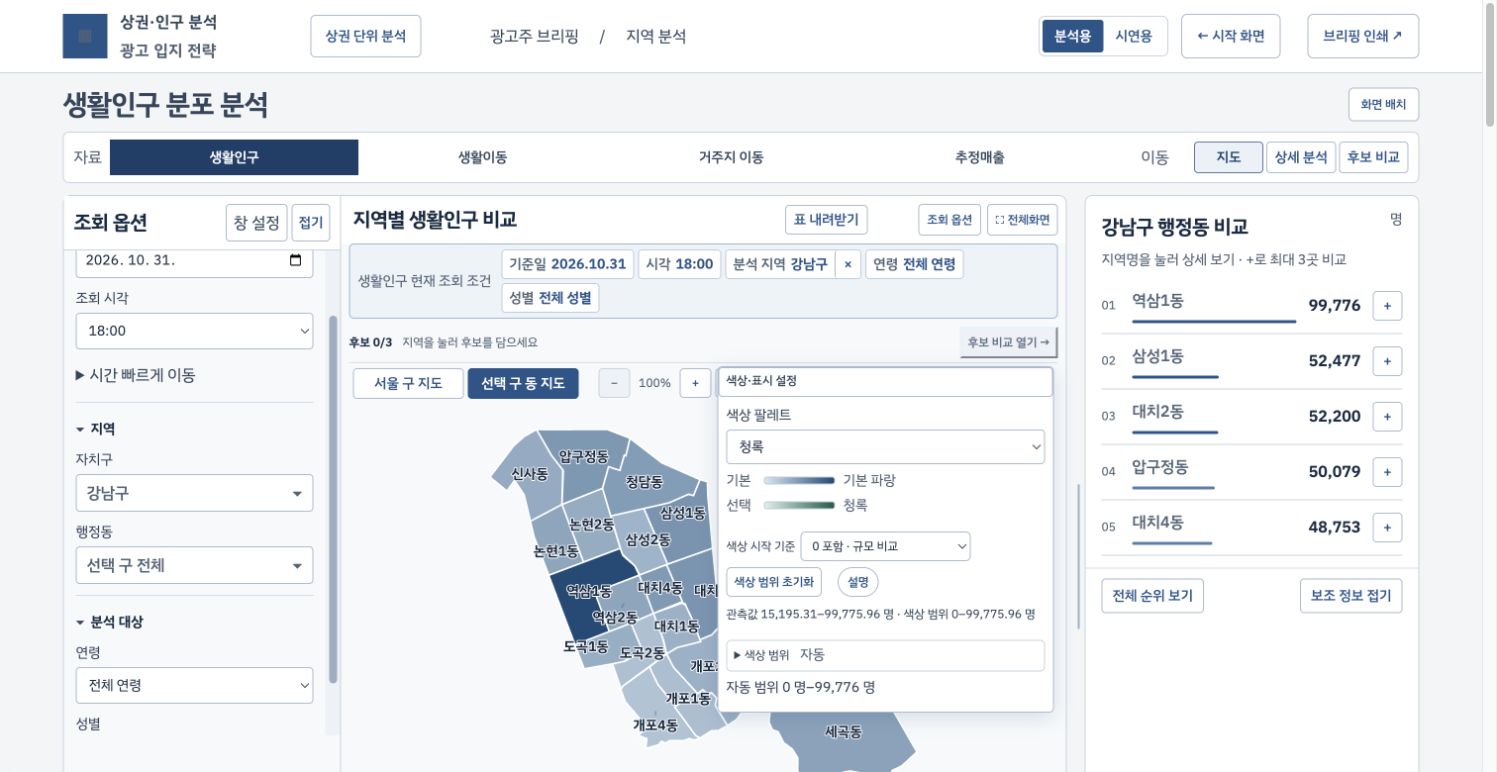 상권·인구 분석
광고 입지 전략
상권 단위 분석
광고주 브리핑 / 지역 분석
분석용 시연용
← 시작 화면
브리핑 인쇄 ↗
생활인구 분포 분석
화면 배치
자료 생활인구 생활이동 거주지 이동 추정매출 이동 지도 상세 분석 후보 비교
조회 옵션 창 설정 접기
2026. 10. 31.
조회 시각
18:00
▶ 시간 빠르게 이동
지역
자치구
강남구
행정동
선택 구 전체
분석 대상
연령
전체 연령
성별
지역별 생활인구 비교
표 내려받기
조회 옵션
전체화면
생활인구 현재 조회 조건
기준일 2026.10.31
시각 18:00
분석 지역 강남구 ×
연령 전체 연령
성별 전체 성별
후보 0/3 지역을 눌러 후보를 담으세요
후보 비교 열기 →
서울 구 지도 선택 구 동 지도 − 100% +
색상·표시 설정
색상 팔레트
청록
기본 기본 파랑
선택 청록
색상 시작 기준 0 포함 · 규모 비교
색상 범위 초기화 설명
관측값 15,195.31–99,775.96 명 · 색상 범위 0–99,775.96 명
▶ 색상 범위 자동
자동 범위 0 명–99,776 명
신사동
압구정동
청담동
논현2동
삼성1동
논현1동
삼성2동
역삼1동
대치4동
대치
역삼2동
대치1동
도곡1동
도곡2동
개포
개포1동
개포4동
세곡동
강남구 행정동 비교 명
지역명을 눌러 상세 보기 · +로 최대 3곳 비교
01 역삼1동 99,776 +
02 삼성1동 52,477 +
03 대치2동 52,200 +
04 압구정동 50,079 +
05 대치4동 48,753 +
전체 순위 보기
보조 정보 접기